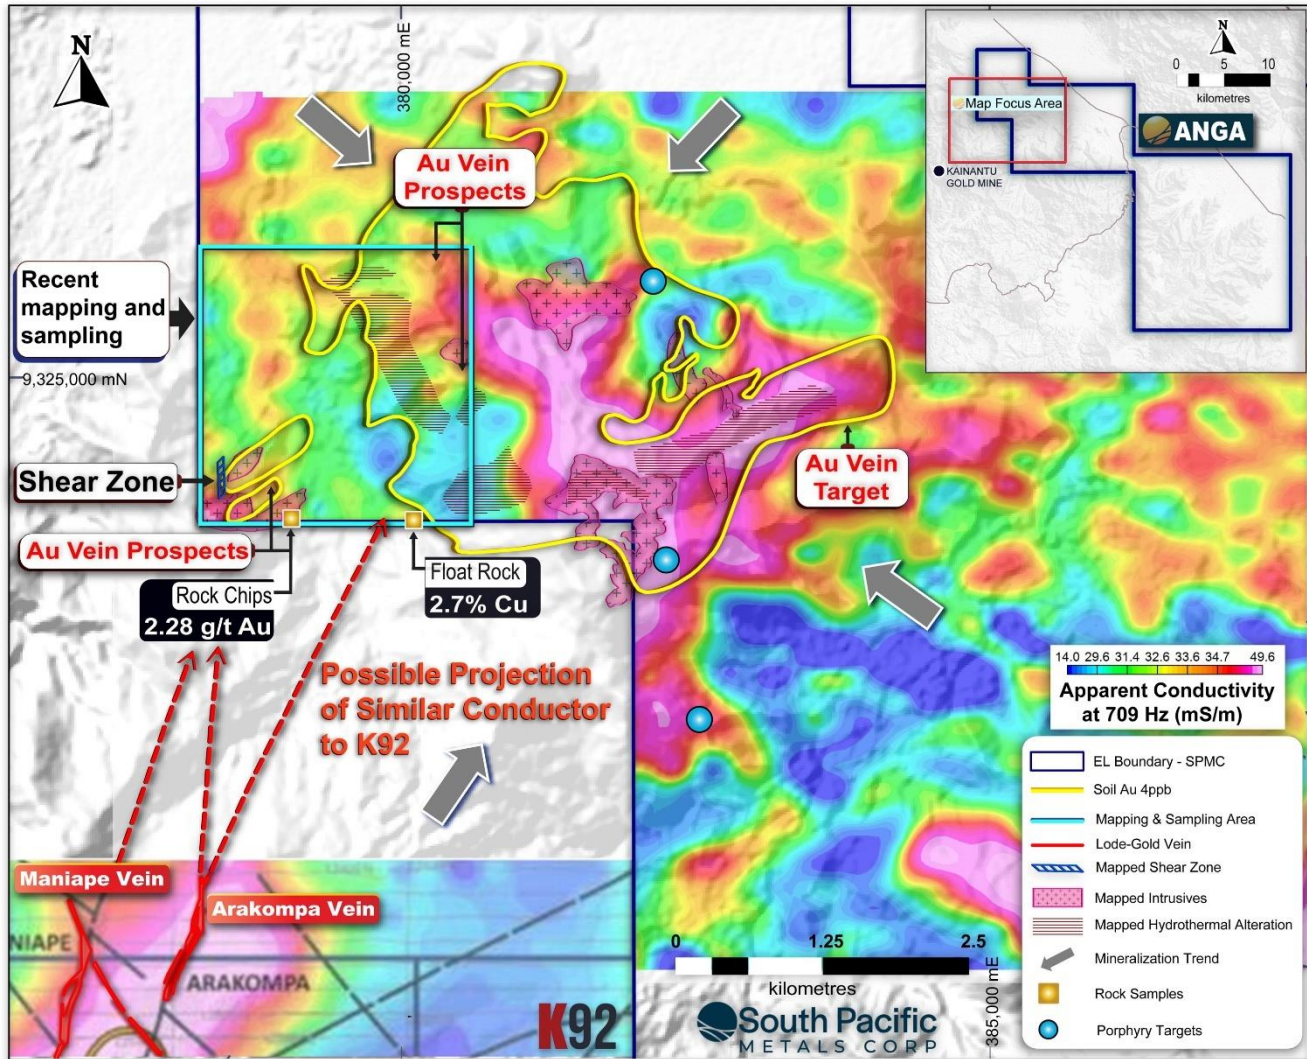 N
380,000 mE
Au Vein
Prospects
Recent
mapping and
sampling
9,325,000 mN
Shear Zone
Au Vein Prospects
Rock Chips
2.28 g/t Au
Float Rock
2.7% Cu
Au Vein
Target
Possible Projection
of Similar Conductor
to K92
Maniape Vein
Arakompa Vein
NIAPE
ARAKOMPA
K92
South Pacific
METALS CORP
0 1.25 2.5
kilometres
385,000 mE
N
0 5 10
kilometres
Map Focus Area
ANGA
KAINANTU
GOLD MINE
14.0 29.6 31.4 32.6 33.6 34.7 49.6
Apparent Conductivity
at 709 Hz (mS/m)
EL Boundary - SPMC
Soil Au 4ppb
Mapping & Sampling Area
Lode-Gold Vein
Mapped Shear Zone
Mapped Intrusives
Mapped Hydrothermal Alteration
Mineralization Trend
Rock Samples
Porphyry Targets